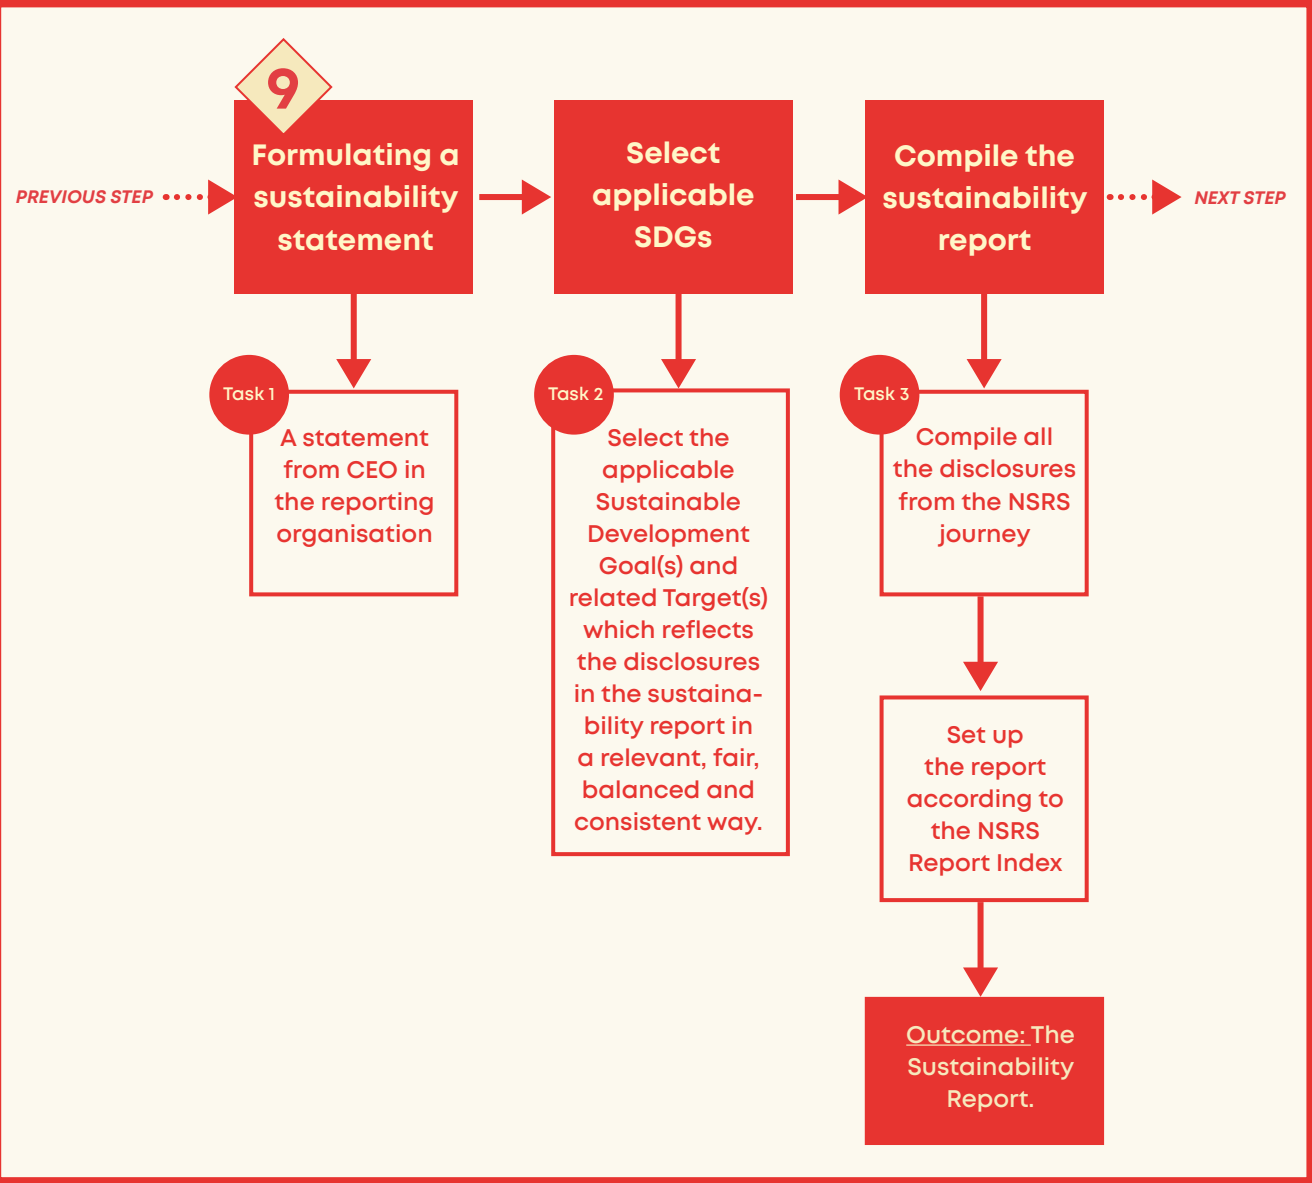 9
Formulating a
sustainability
statement
Select
applicable
SDGs
Compile the
sustainability
report
PREVIOUS STEP
NEXT STEP
Task 1
A statement
from CEO in
the reporting
organisation
Task 2
Select the
applicable
Sustainable
Development
Goal(s) and
related Target(s)
which reflects
the disclosures
in the sustaina-
bility report in
a relevant, fair,
balanced and
consistent way.
Task 3
Compile all
the disclosures
from the NSRS
journey
Set up
the report
according to
the NSRS
Report Index
Outcome: The
Sustainability
Report.